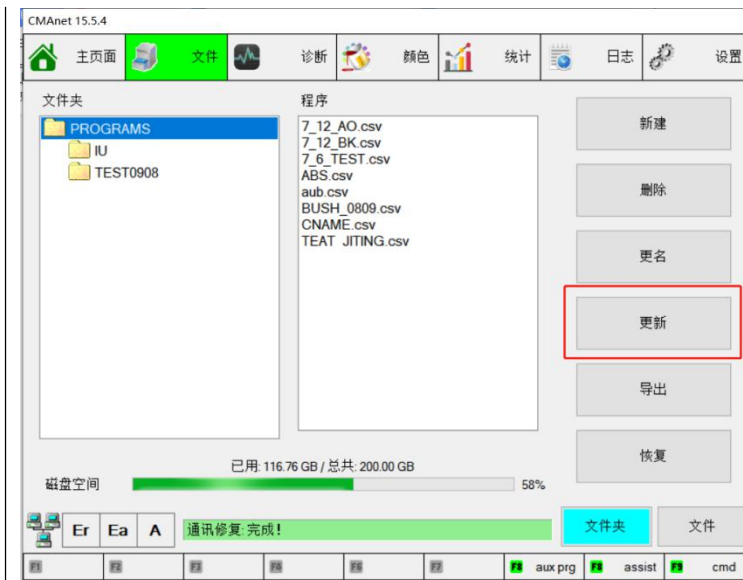 CMAnet 15.5.4
主页面 文件 诊断 颜色 统计 日志 设置
文件夹 程序
PROGRAMS
IU
TEST0908
7_12_AO.csv
7_12_BK.csv
7_6_TEST.csv
ABS.csv
aub.csv
BUSH_0809.csv
CNAME.csv
TEAT JITING.csv
新建
删除
更名
更新
导出
恢复
已用: 116.76 GB / 总共: 200.00 GB
磁盘空间 58%
Er Ea A 通讯修复: 完成! 文件夹 文件
F1 F2 F3 F6 F7 F8 aux prg F8 assist F9 cmd